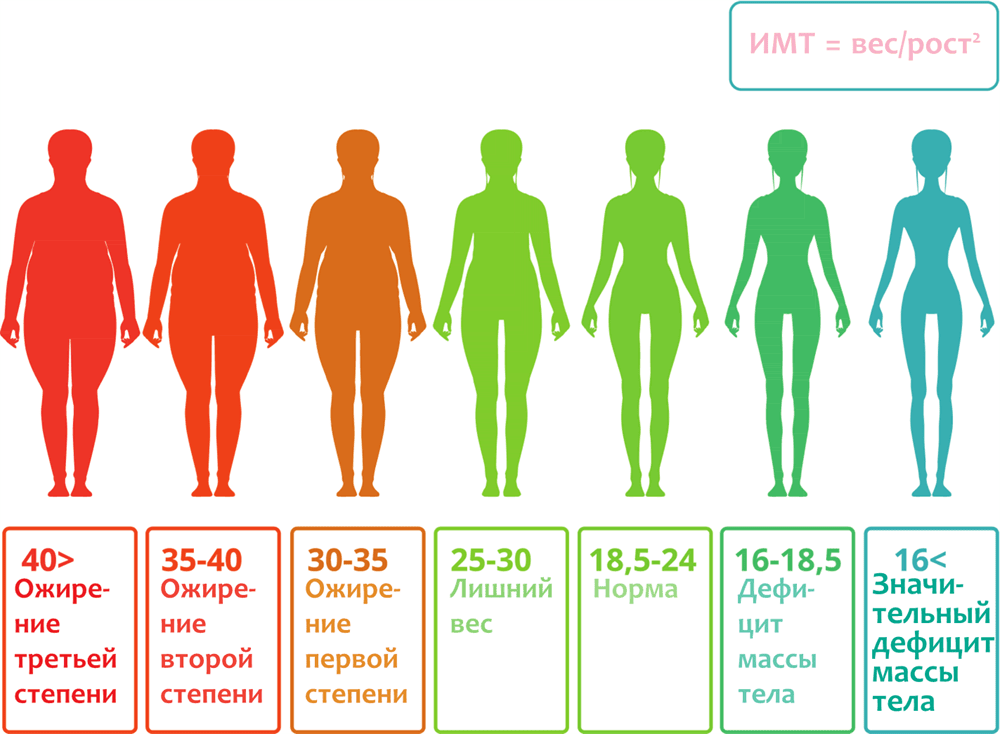 ИМТ = вес/рост²
40>
Ожире-
ние
третьей
степени
35-40
Ожире-
ние
второй
степени
30-35
Ожире-
ние
первой
степени
25-30
Лишний
вес
18,5-24
Норма
16-18,5
Дефи-
цит
массы
тела
16<
Значи-
тельный
дефицит
массы
тела